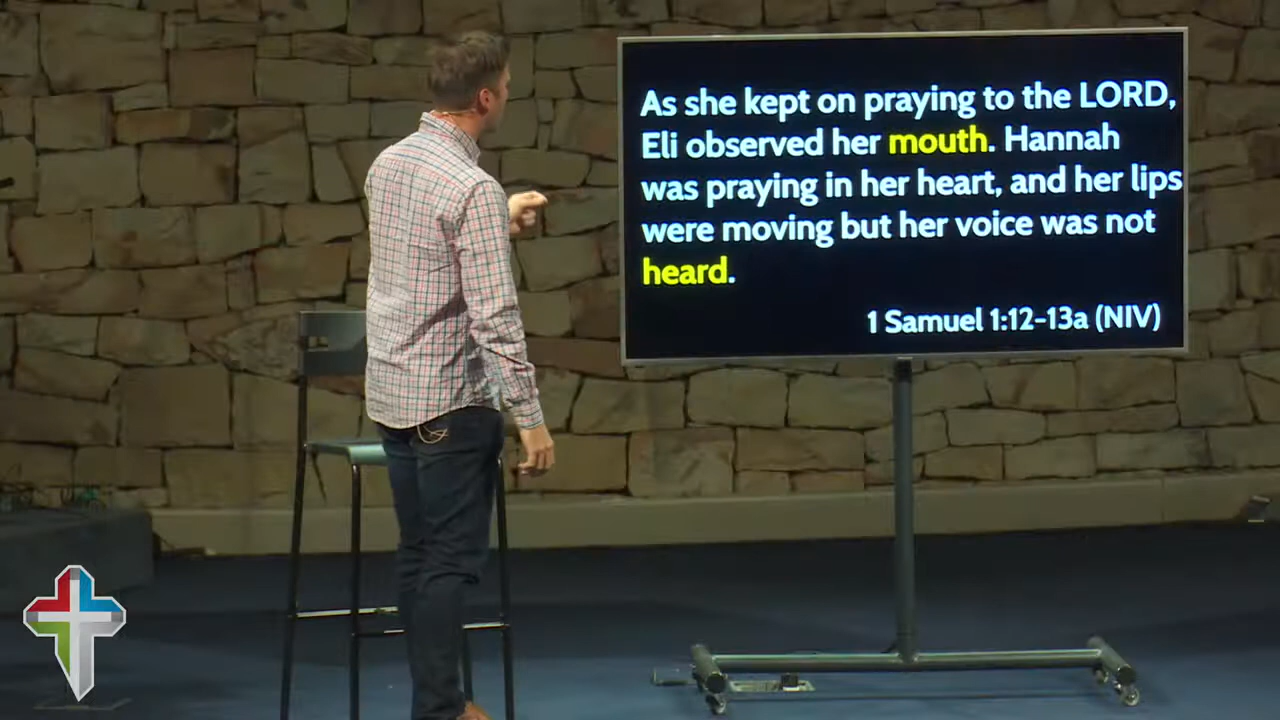 As she kept on praying to the LORD,
Eli observed her mouth. Hannah
was praying in her heart, and her lips
were moving but her voice was not
heard.
1 Samuel 1:12-13a (NIV)